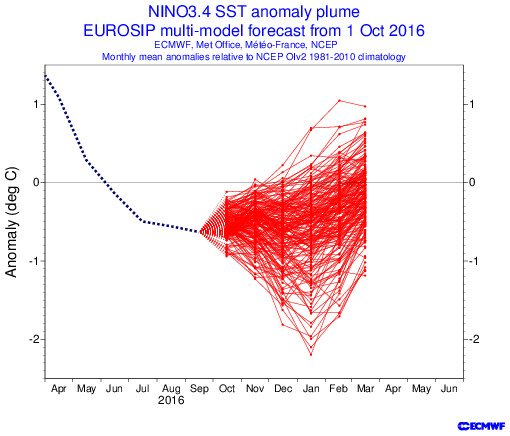 NINO3.4 SST anomaly plume
EUROSIP multi-model forecast from 1 Oct 2016
ECMWF, Met Office, Météo-France, NCEP
Monthly mean anomalies relative to NCEP OIv2 1981-2010 climatology
1 1
0 0
-1 -1
-2 -2
Anomaly (deg C)
Apr May Jun Jul Aug Sep Oct Nov Dec Jan Feb Mar Apr May Jun
2016
ECMWF